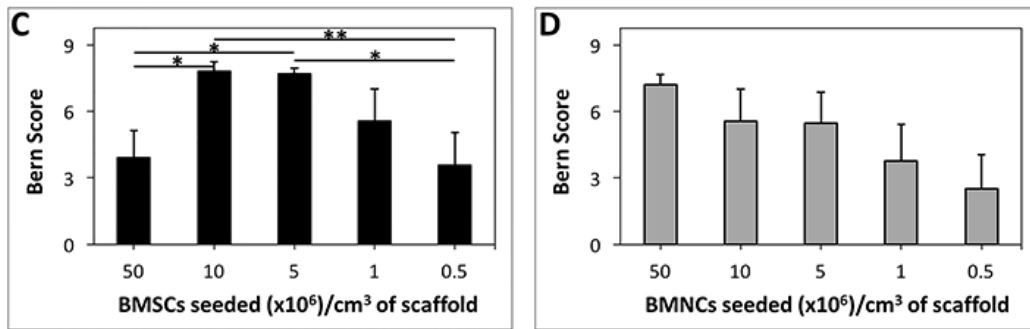 C
**
*
*
*
9
6
3
0
Bern Score
50 10 5 1 0.5
BMSCs seeded (x10⁶)/cm³ of scaffold
D
9
6
3
0
Bern Score
50 10 5 1 0.5
BMNCs seeded (x10⁶)/cm³ of scaffold